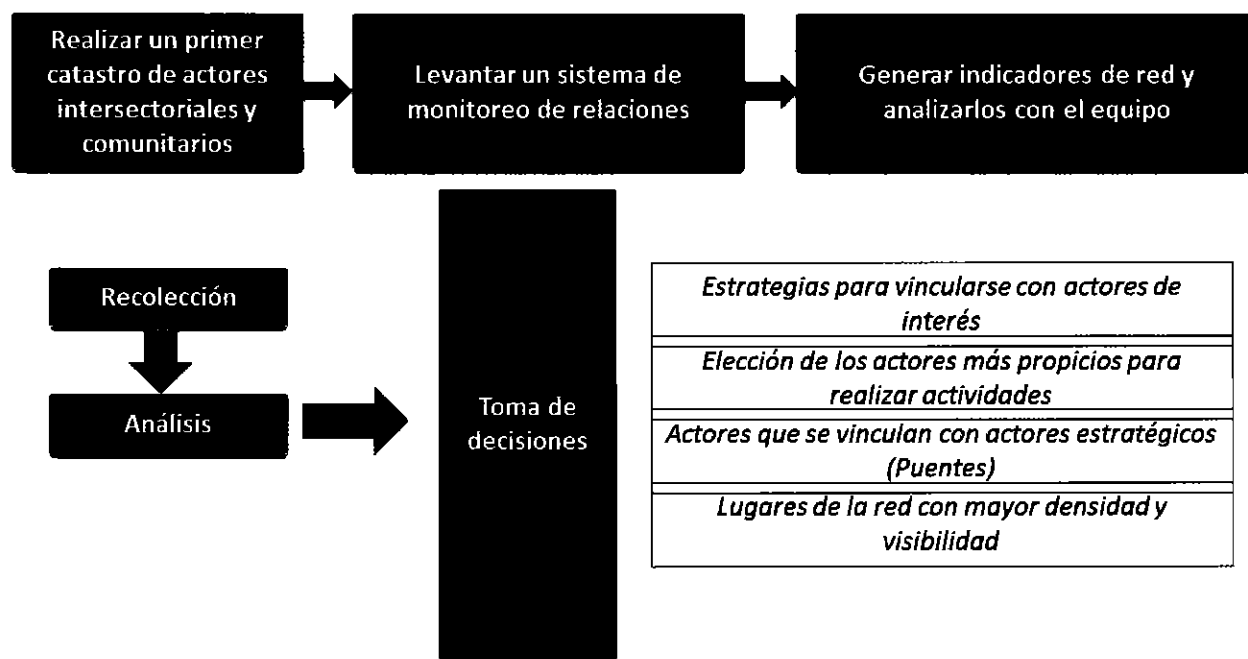 Realizar un primer
catastro de actores
intersectoriales y
comunitarios
Levantar un sistema de
monitoreo de relaciones
Generar indicadores de red y
analizarlos con el equipo
Recolección
Análisis
Toma de
decisiones
Estrategias para vincularse con actores de
interés
Elección de los actores más propicios para
realizar actividades
Actores que se vinculan con actores estratégicos
(Puentes)
Lugares de la red con mayor densidad y
visibilidad